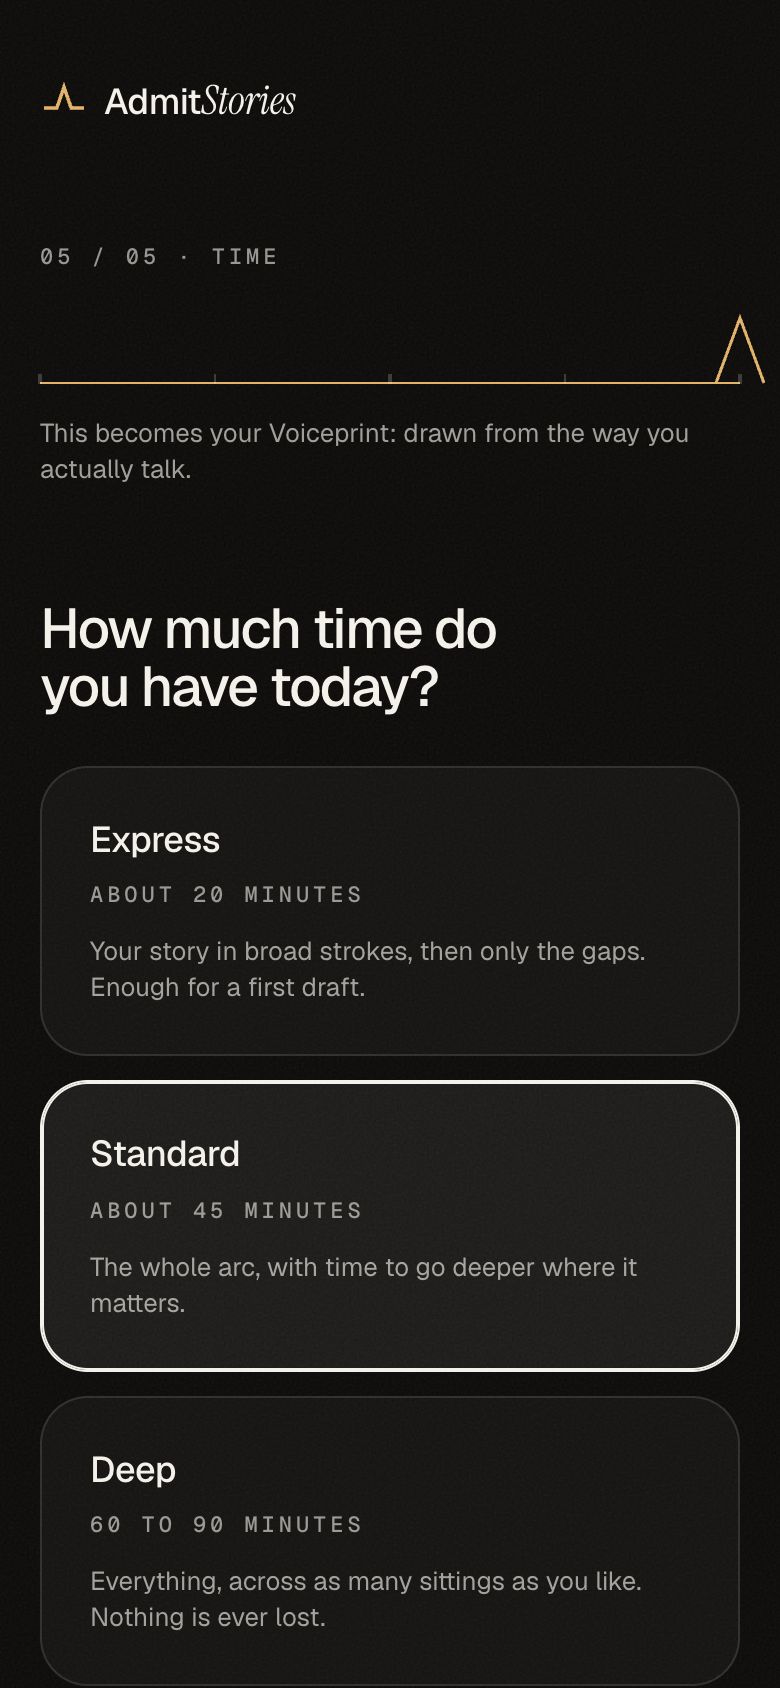 AdmitStories
05 / 05 · TIME
This becomes your Voiceprint: drawn from the way you
actually talk.
How much time do
you have today?
Express
ABOUT 20 MINUTES
Your story in broad strokes, then only the gaps.
Enough for a first draft.
Standard
ABOUT 45 MINUTES
The whole arc, with time to go deeper where it
matters.
Deep
60 TO 90 MINUTES
Everything, across as many sittings as you like.
Nothing is ever lost.